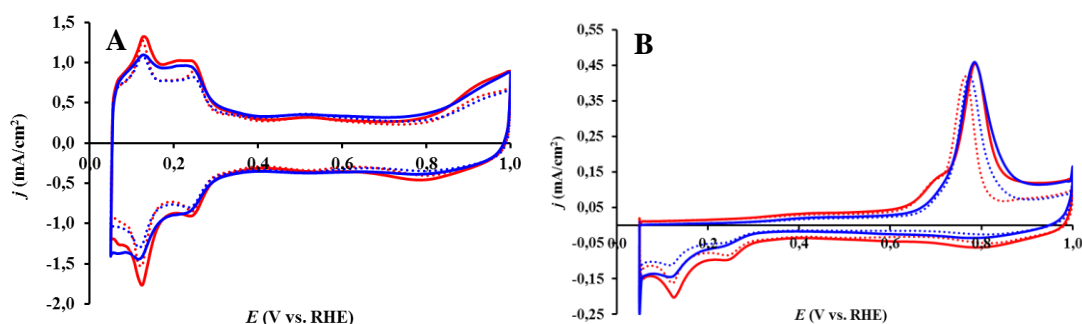 A
1,5
1,0
0,5
0,0
-0,5
-1,0
-1,5
-2,0
0,0 0,2 0,4 0,6 0,8 1,0
j (mA/cm²)
E (V vs. RHE)
B
0,55
0,45
0,35
0,25
0,15
0,05
-0,05
-0,15
-0,25
0,0 0,2 0,4 0,6 0,8 1,0
j (mA/cm²)
E (V vs. RHE)